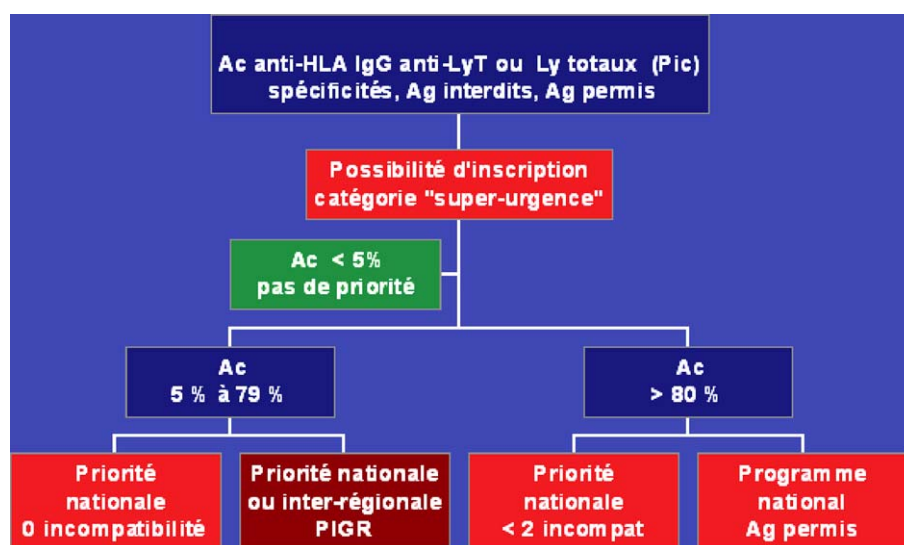 Ac anti-HLA IgG anti-LyT ou Ly totaux (Pic)
spécificités, Ag interdits, Ag permis
Possibilité d'inscription
catégorie "super-urgence"
Ac < 5%
pas de priorité
Ac
5 % à 79 %
Ac
> 80 %
Priorité
nationale
0 incompatibilité
Priorité nationale
ou inter-régionale
PIGR
Priorité
nationale
< 2 incompat
Programme
national
Ag permis